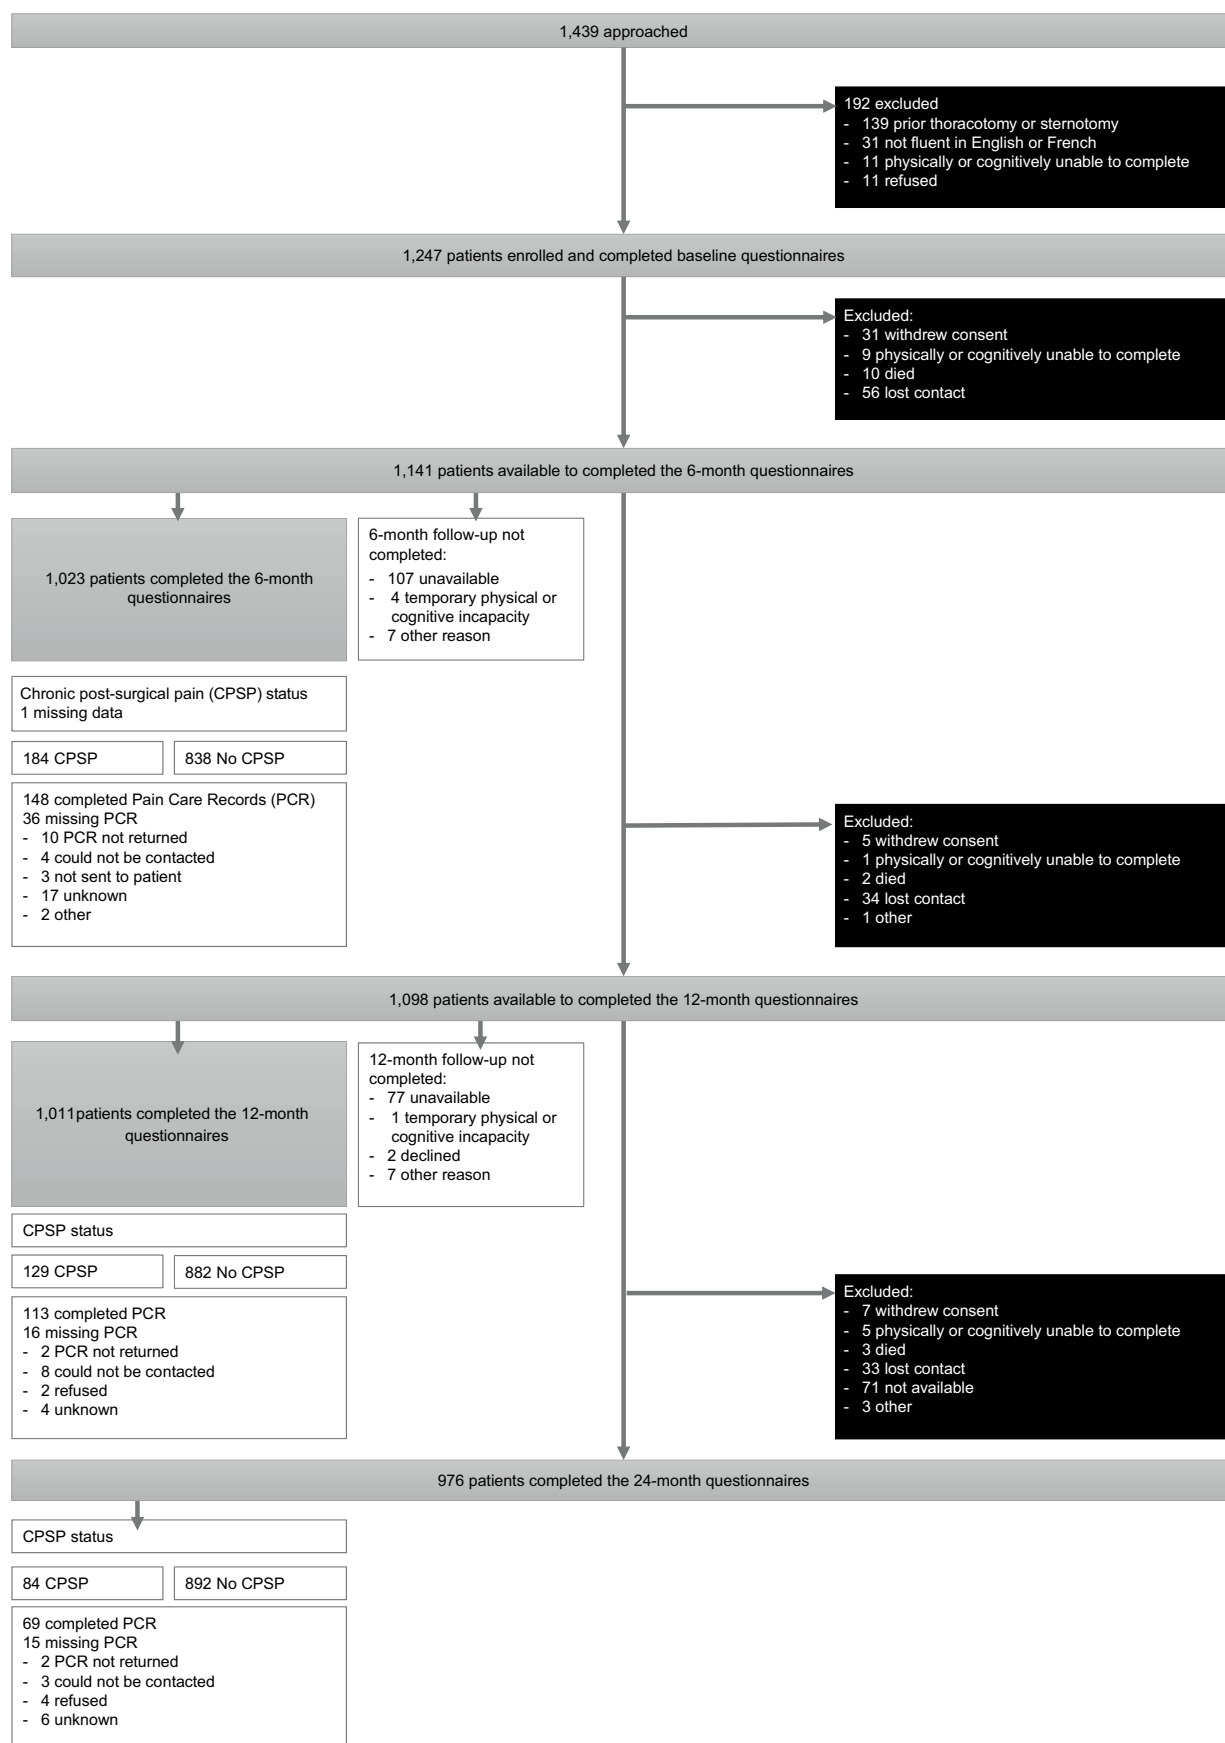 1,439 approached
192 excluded
- 139 prior thoracotomy or sternotomy
- 31 not fluent in English or French
- 11 physically or cognitively unable to complete
- 11 refused
1,247 patients enrolled and completed baseline questionnaires
Excluded:
- 31 withdrew consent
- 9 physically or cognitively unable to complete
- 10 died
- 56 lost contact
1,141 patients available to completed the 6-month questionnaires
1,023 patients completed the 6-month
questionnaires
6-month follow-up not
completed:
- 107 unavailable
- 4 temporary physical or
cognitive incapacity
- 7 other reason
Chronic post-surgical pain (CPSP) status
1 missing data
184 CPSP
838 No CPSP
148 completed Pain Care Records (PCR)
36 missing PCR
- 10 PCR not returned
- 4 could not be contacted
- 3 not sent to patient
- 17 unknown
- 2 other
Excluded:
- 5 withdrew consent
- 1 physically or cognitively unable to complete
- 2 died
- 34 lost contact
- 1 other
1,098 patients available to completed the 12-month questionnaires
1,011patients completed the 12-month
questionnaires
12-month follow-up not
completed:
- 77 unavailable
- 1 temporary physical or
cognitive incapacity
- 2 declined
- 7 other reason
CPSP status
129 CPSP
882 No CPSP
113 completed PCR
16 missing PCR
- 2 PCR not returned
- 8 could not be contacted
- 2 refused
- 4 unknown
Excluded:
- 7 withdrew consent
- 5 physically or cognitively unable to complete
- 3 died
- 33 lost contact
- 71 not available
- 3 other
976 patients completed the 24-month questionnaires
CPSP status
84 CPSP
892 No CPSP
69 completed PCR
15 missing PCR
- 2 PCR not returned
- 3 could not be contacted
- 4 refused
- 6 unknown